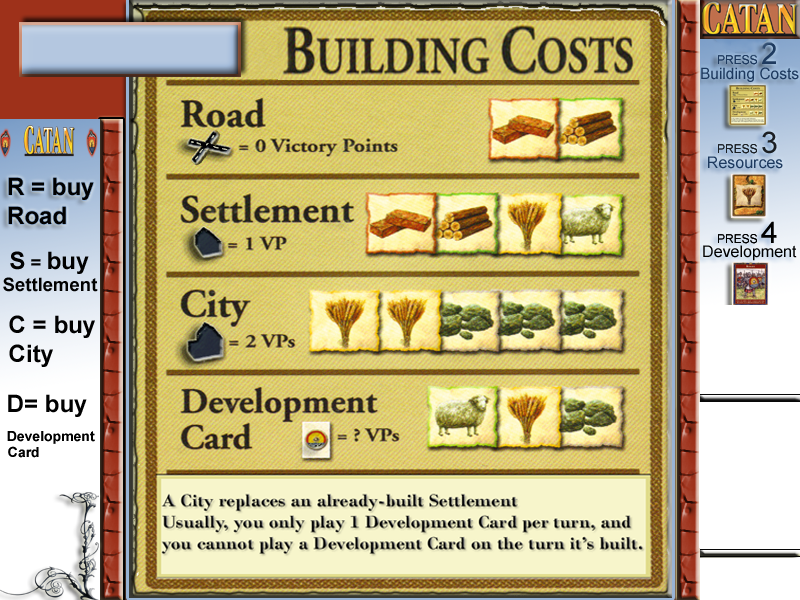 BUILDING COSTS
Road
= 0 Victory Points
Settlement
= 1 VP
City
= 2 VPs
Development
Card
= ? VPs
A City replaces an already-built Settlement
Usually, you only play 1 Development Card per turn, and
you cannot play a Development Card on the turn it's built.
CATAN
R = buy
Road
S = buy
Settlement
C = buy
City
D= buy
Development
Card
CATAN
PRESS 2
Building Costs
PRESS 3
Resources
PRESS 4
Development